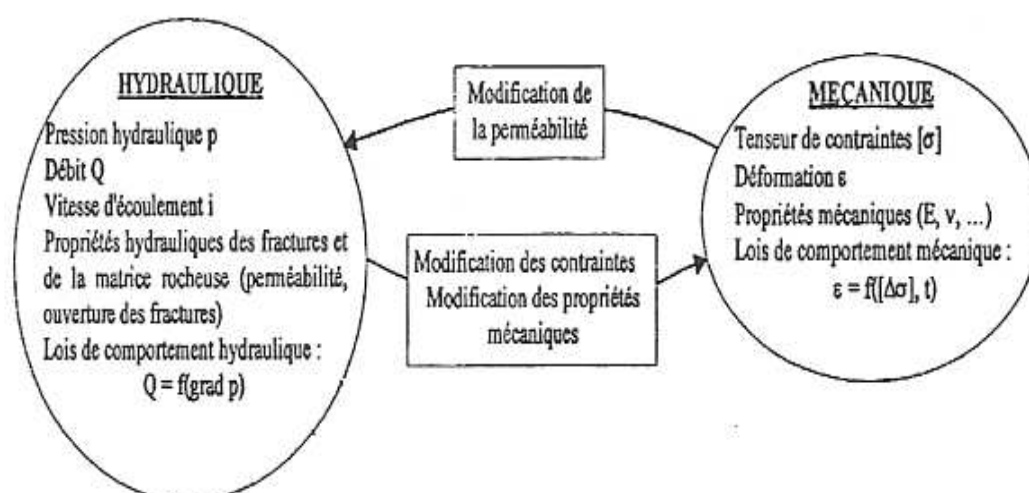 HYDRAULIQUE
Pression hydraulique p
Débit Q
Vitesse d'écoulement i
Propriétés hydrauliques des fractures et
de la matrice rocheuse (perméabilité,
ouverture des fractures)
Lois de comportement hydraulique :
Q = f(grad p)
Modification de
la perméabilité
Modification des contraintes
Modification des propriétés
mécaniques
MECANIQUE
Tenseur de contraintes [σ]
Déformation ε
Propriétés mécaniques (E, ν, ...)
Lois de comportement mécanique :
ε = f([Δσ], t)